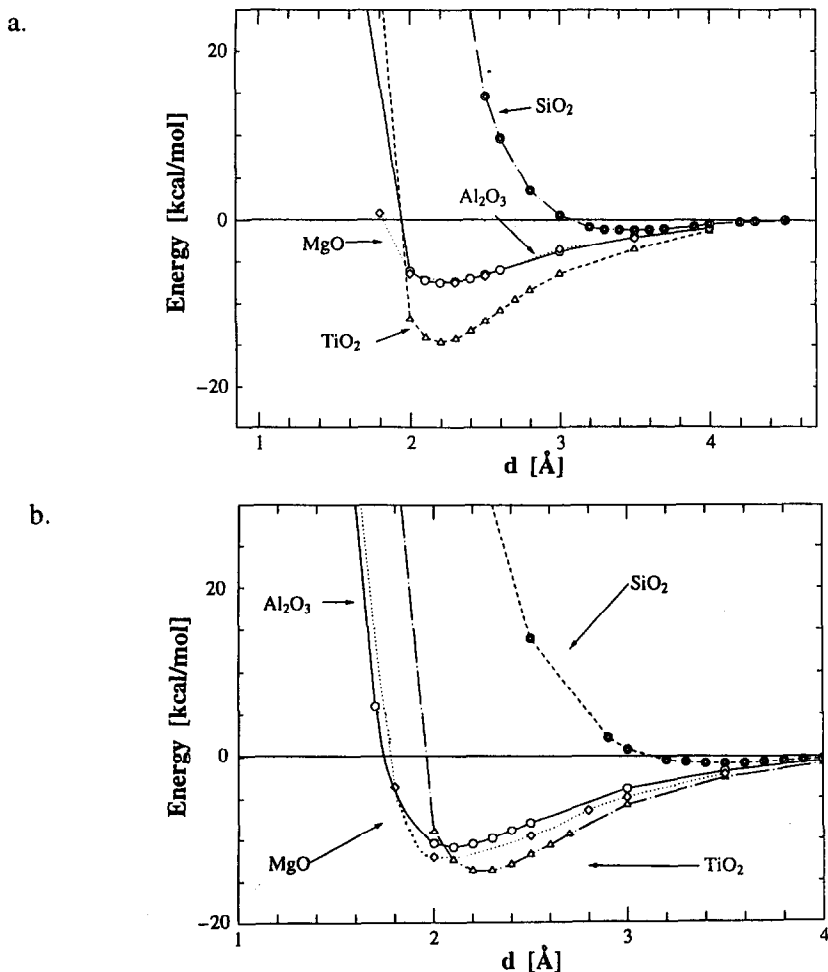 a.
Energy [kcal/mol]
20
0
-20
SiO2
Al2O3
MgO
TiO2
1 2 3 4
d [Å]
b.
Energy [kcal/mol]
20
0
-20
Al2O3
SiO2
MgO
TiO2
1 2 3 4
d [Å]